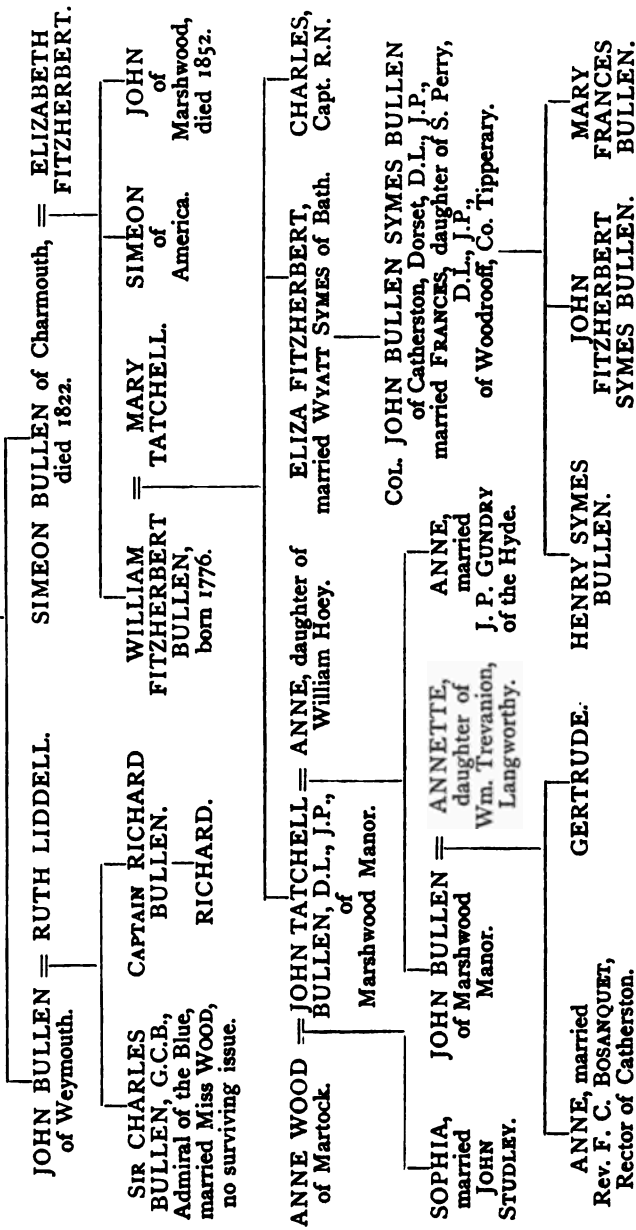 JOHN BULLEN = RUTH LIDDELL.
of Weymouth.
SIMEON BULLEN of Charmouth, = ELIZABETH
died 1822.
FITZHERBERT.
SIR CHARLES
BULLEN, G.C.B.,
Admiral of the Blue,
married Miss WOOD,
no surviving issue.
CAPTAIN RICHARD
BULLEN.
RICHARD.
WILLIAM
FITZHERBERT
BULLEN,
born 1776.
=
MARY
TATCHELL.
SIMEON
of
America.
JOHN
of
Marshwood,
died 1852.
ANNE WOOD
of Martock.
=
JOHN TATCHELL
BULLEN, D.L., J.P.,
of
Marshwood Manor.
=
ANNE, daughter of
William Hoey.
ELIZA FITZHERBERT,
married WYATT SYMES of Bath.
CHARLES,
Capt. R.N.
SOPHIA,
married
JOHN
STUDLEY.
JOHN BULLEN
of Marshwood
Manor.
=
ANNETTE,
daughter of
Wm. Trevanion,
Langworthy.
ANNE,
married
J. P. GUNDRY
of the Hyde.
COL. JOHN BULLEN SYMES BULLEN
of Catherston, Dorset, D.L., J.P.,
married FRANCES, daughter of S. Perry,
D.L., J.P.,
of Woodrooff, Co. Tipperary.
ANNE, married
Rev. F. C. BOSANQUET,
Rector of Catherston.
GERTRUDE.
HENRY SYMES
BULLEN.
JOHN
FITZHERBERT
SYMES BULLEN.
MARY
FRANCES
BULLEN.